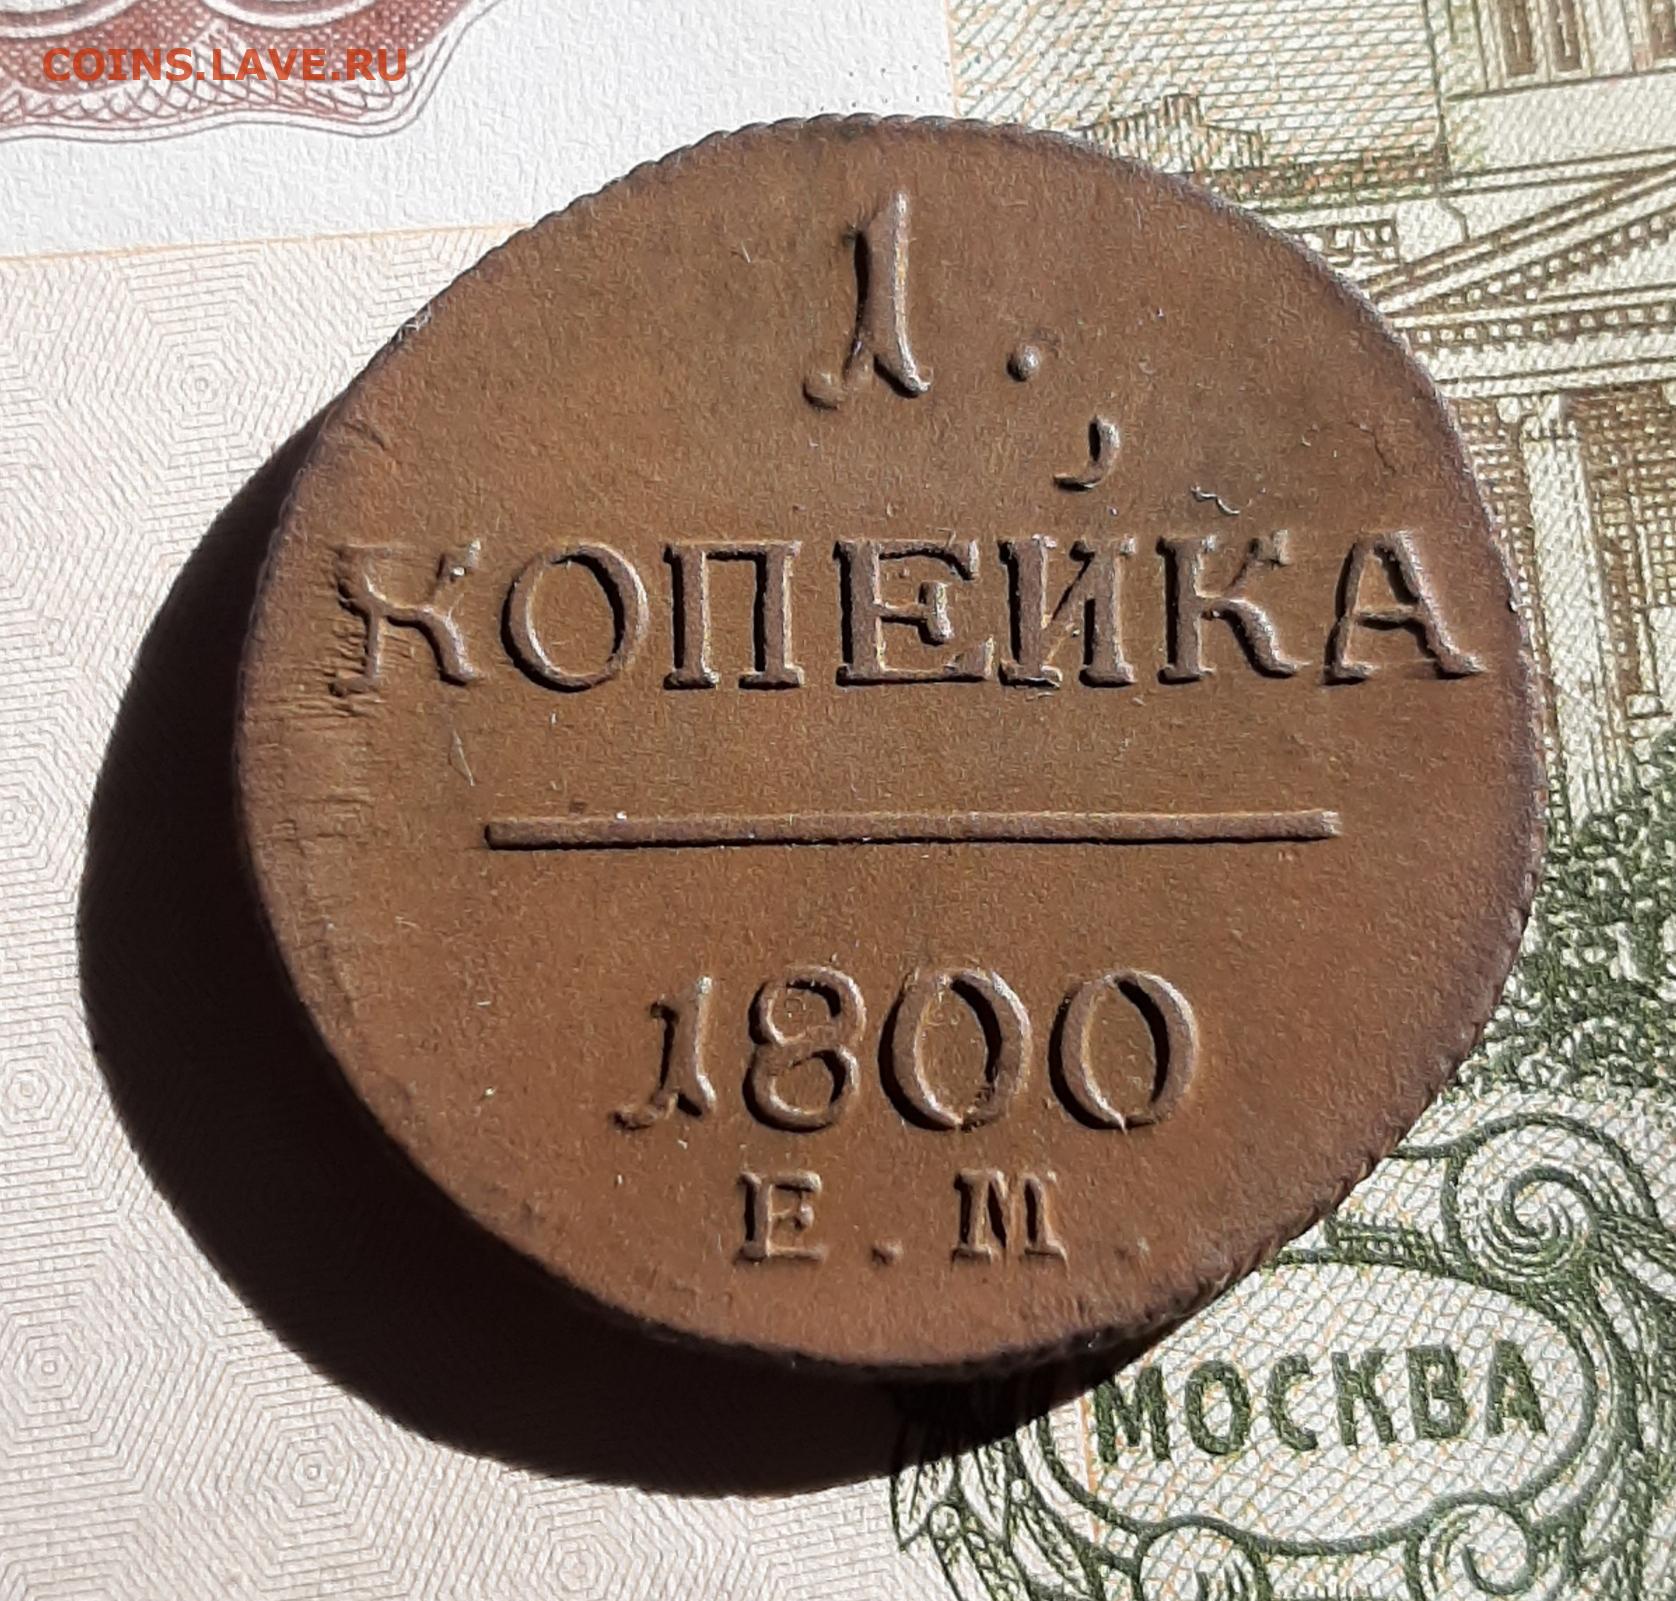 COINS.LAVE.RU
1.
КОПЕЙКА
1800
Е.М.
МОСКВА